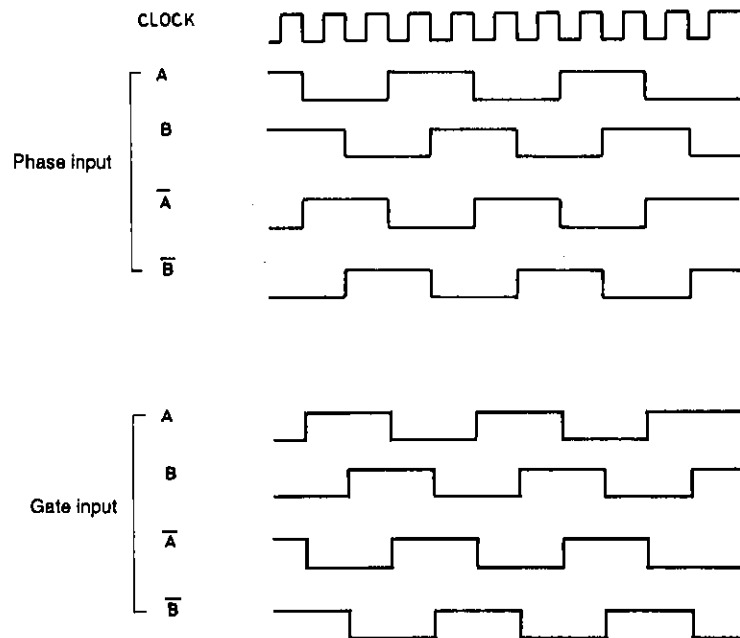 CLOCK
A
B
Phase input
A̅
B̅
A
B
Gate input
A̅
B̅